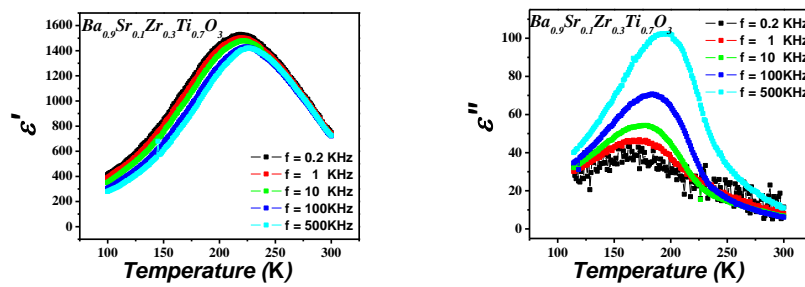 Ba0.9Sr0.1Zr0.3Ti0.7O3
1600
1400
1200
1000
800
600
400
200
0
ε'
f = 0.2 KHz
f = 1 KHz
f = 10 KHz
f = 100KHz
f = 500KHz
100 150 200 250 300
Temperature (K)
Ba0.9Sr0.1Zr0.3Ti0.7O3
100
80
60
40
20
0
ε''
f = 0.2 KHz
f = 1 KHz
f = 10 KHz
f = 100KHz
f = 500KHz
100 150 200 250 300
Temperature (K)